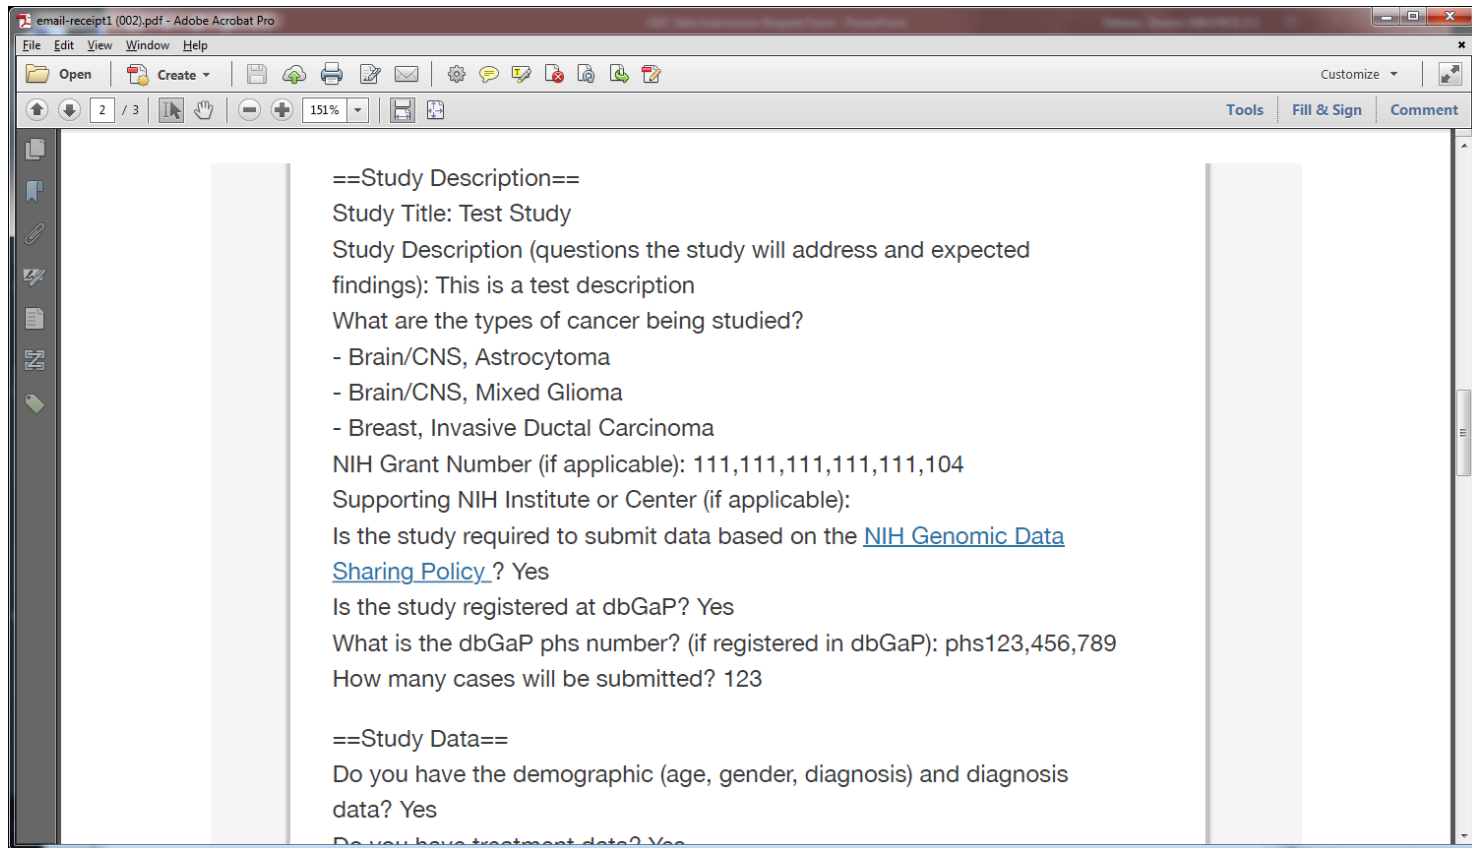 email-receipt1 (002).pdf - Adobe Acrobat Pro
File Edit View Window Help
Open Create Customize
2 / 3 151% Tools Fill & Sign Comment
==Study Description==
Study Title: Test Study
Study Description (questions the study will address and expected
findings): This is a test description
What are the types of cancer being studied?
- Brain/CNS, Astrocytoma
- Brain/CNS, Mixed Glioma
- Breast, Invasive Ductal Carcinoma
NIH Grant Number (if applicable): 111,111,111,111,111,104
Supporting NIH Institute or Center (if applicable):
Is the study required to submit data based on the NIH Genomic Data
Sharing Policy ? Yes
Is the study registered at dbGaP? Yes
What is the dbGaP phs number? (if registered in dbGaP): phs123,456,789
How many cases will be submitted? 123
==Study Data==
Do you have the demographic (age, gender, diagnosis) and diagnosis
data? Yes
Do you have treatment data? Yes